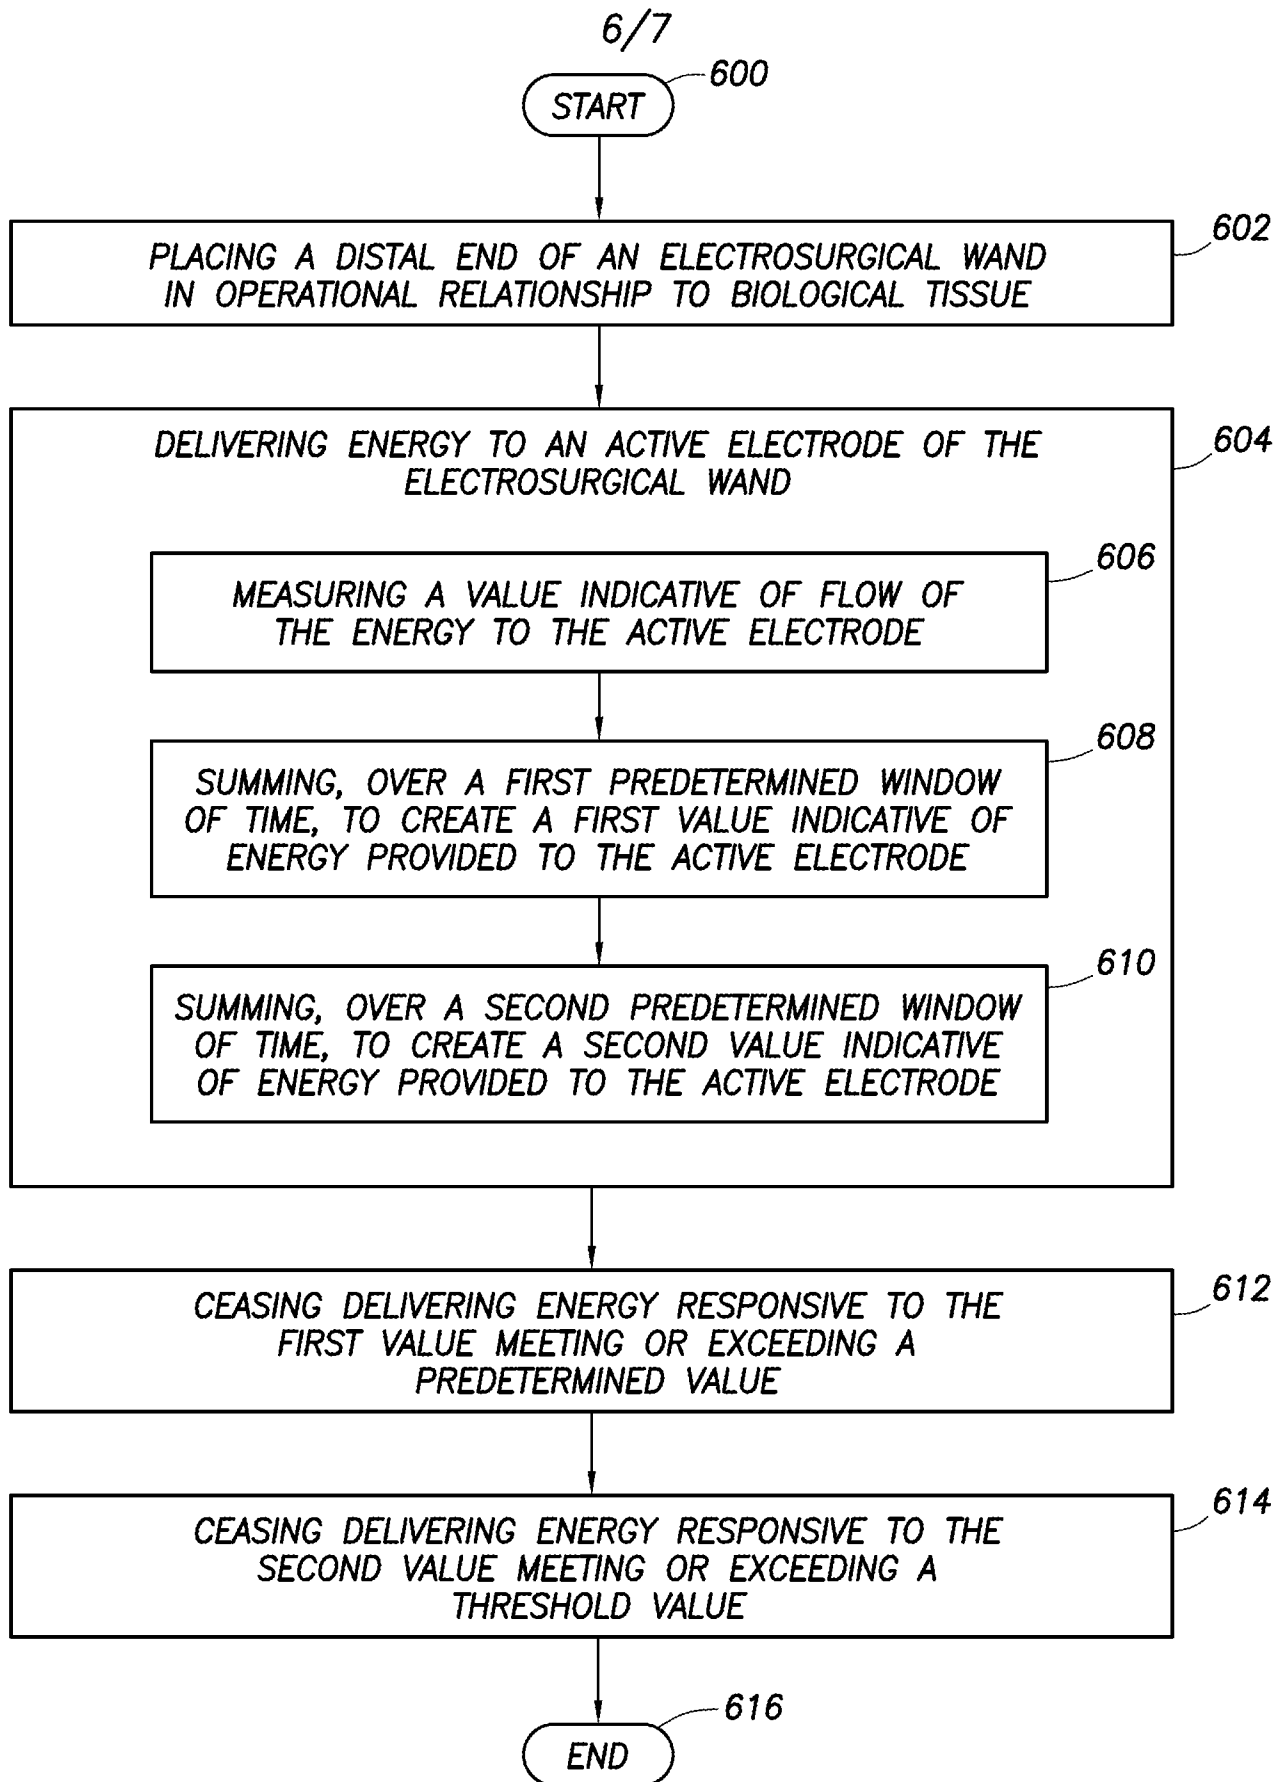 6/7
600
START
602
PLACING A DISTAL END OF AN ELECTROSURGICAL WAND
IN OPERATIONAL RELATIONSHIP TO BIOLOGICAL TISSUE
604
DELIVERING ENERGY TO AN ACTIVE ELECTRODE OF THE
ELECTROSURGICAL WAND
606
MEASURING A VALUE INDICATIVE OF FLOW OF
THE ENERGY TO THE ACTIVE ELECTRODE
608
SUMMING, OVER A FIRST PREDETERMINED WINDOW
OF TIME, TO CREATE A FIRST VALUE INDICATIVE OF
ENERGY PROVIDED TO THE ACTIVE ELECTRODE
610
SUMMING, OVER A SECOND PREDETERMINED WINDOW
OF TIME, TO CREATE A SECOND VALUE INDICATIVE
OF ENERGY PROVIDED TO THE ACTIVE ELECTRODE
612
CEASING DELIVERING ENERGY RESPONSIVE TO THE
FIRST VALUE MEETING OR EXCEEDING A
PREDETERMINED VALUE
614
CEASING DELIVERING ENERGY RESPONSIVE TO THE
SECOND VALUE MEETING OR EXCEEDING A
THRESHOLD VALUE
616
END